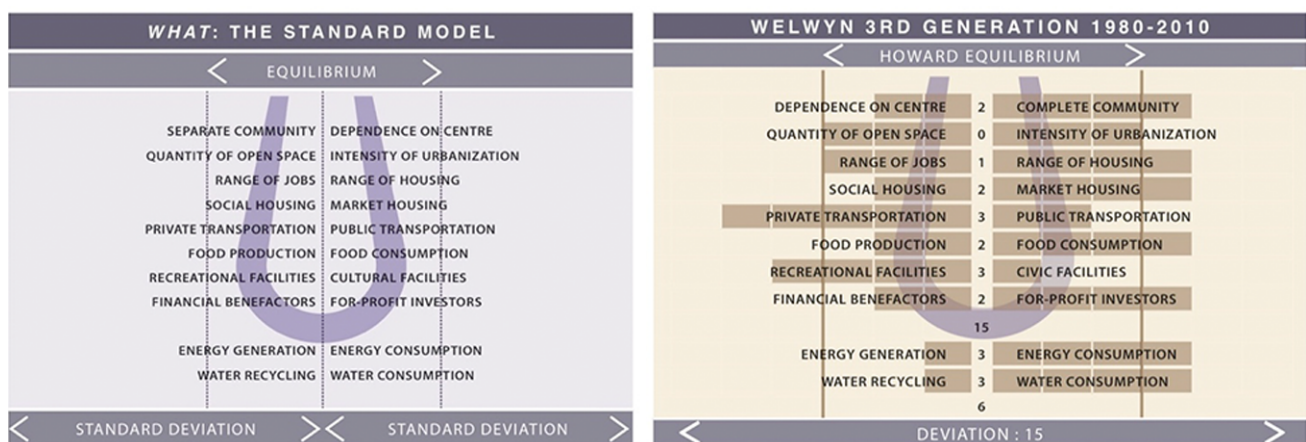 WHAT: THE STANDARD MODEL
EQUILIBRIUM
SEPARATE COMMUNITY DEPENDENCE ON CENTRE
QUANTITY OF OPEN SPACE INTENSITY OF URBANIZATION
RANGE OF JOBS RANGE OF HOUSING
SOCIAL HOUSING MARKET HOUSING
PRIVATE TRANSPORTATION PUBLIC TRANSPORTATION
FOOD PRODUCTION FOOD CONSUMPTION
RECREATIONAL FACILITIES CULTURAL FACILITIES
FINANCIAL BENEFACTORS FOR-PROFIT INVESTORS
ENERGY GENERATION ENERGY CONSUMPTION
WATER RECYCLING WATER CONSUMPTION
STANDARD DEVIATION STANDARD DEVIATION
WELWYN 3RD GENERATION 1980-2010
HOWARD EQUILIBRIUM
DEPENDENCE ON CENTRE 2 COMPLETE COMMUNITY
QUANTITY OF OPEN SPACE 0 INTENSITY OF URBANIZATION
RANGE OF JOBS 1 RANGE OF HOUSING
SOCIAL HOUSING 2 MARKET HOUSING
PRIVATE TRANSPORTATION 3 PUBLIC TRANSPORTATION
FOOD PRODUCTION 2 FOOD CONSUMPTION
RECREATIONAL FACILITIES 3 CIVIC FACILITIES
FINANCIAL BENEFACTORS 2 FOR-PROFIT INVESTORS
15
ENERGY GENERATION 3 ENERGY CONSUMPTION
WATER RECYCLING 3 WATER CONSUMPTION
6
DEVIATION : 15